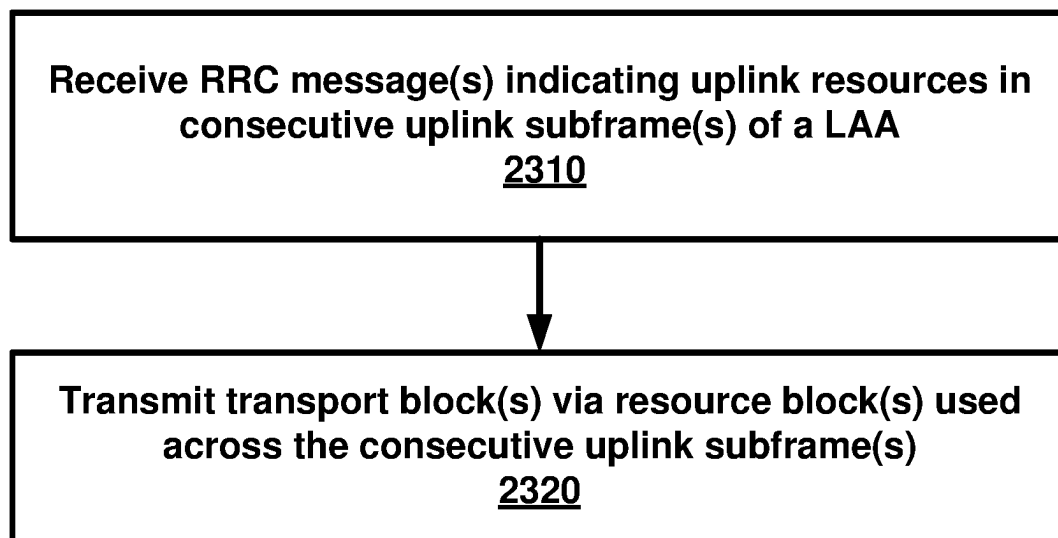 Receive RRC message(s) indicating uplink resources in
consecutive uplink subframe(s) of a LAA
2310
Transmit transport block(s) via resource block(s) used
across the consecutive uplink subframe(s)
2320